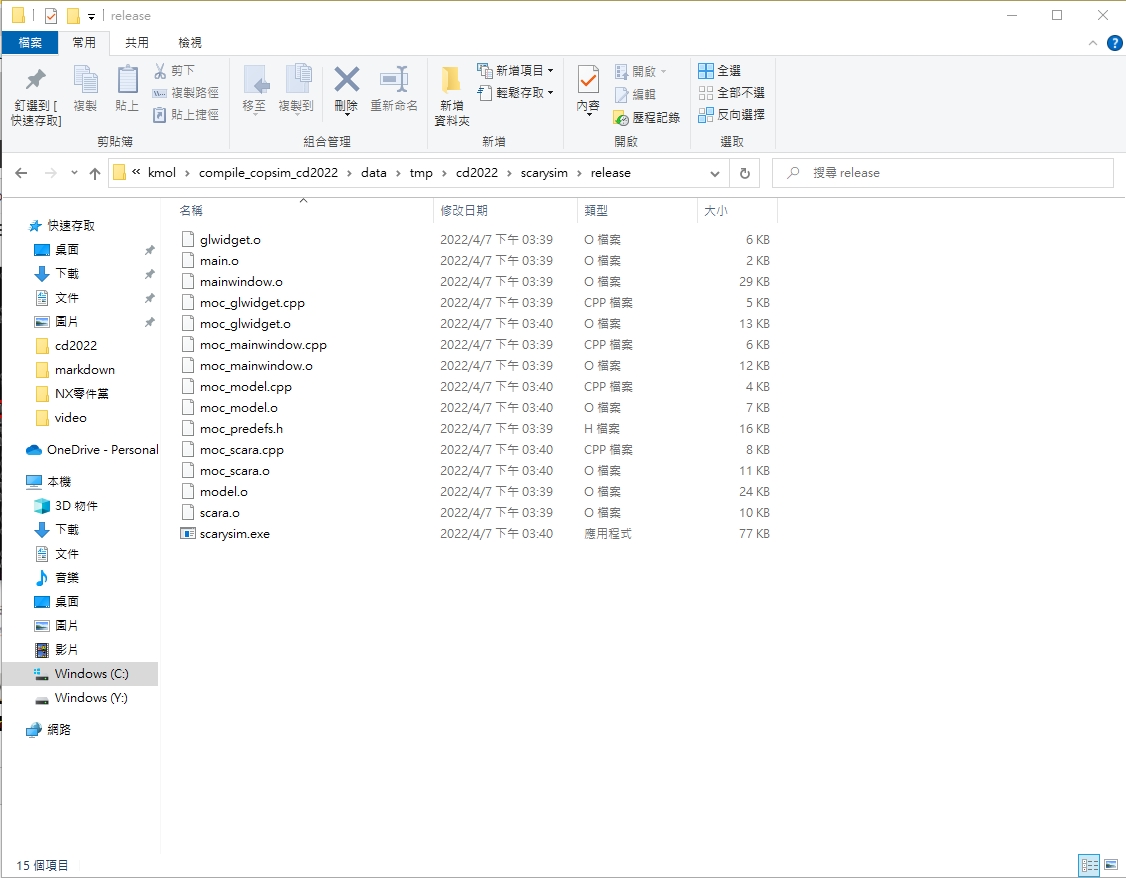 release
檔案 常用 共用 檢視
釘選到 [快速存取]
複製
貼上
剪下
複製路徑
貼上捷徑
剪貼簿
移至
複製到
刪除
重新命名
組合管理
新增資料夾
新增項目
輕鬆存取
新增
內容
開啟
編輯
歷程記錄
開啟
全選
全部不選
反向選擇
選取
« kmol › compile_copsim_cd2022 › data › tmp › cd2022 › scarysim › release
搜尋 release
快速存取
桌面
下載
文件
圖片
cd2022
markdown
NX零件黨
video
OneDrive - Personal
本機
3D 物件
下載
文件
音樂
桌面
圖片
影片
Windows (C:)
Windows (Y:)
網路
名稱 修改日期 類型 大小
glwidget.o 2022/4/7 下午 03:39 O 檔案 6 KB
main.o 2022/4/7 下午 03:39 O 檔案 2 KB
mainwindow.o 2022/4/7 下午 03:39 O 檔案 29 KB
moc_glwidget.cpp 2022/4/7 下午 03:39 CPP 檔案 5 KB
moc_glwidget.o 2022/4/7 下午 03:40 O 檔案 13 KB
moc_mainwindow.cpp 2022/4/7 下午 03:39 CPP 檔案 6 KB
moc_mainwindow.o 2022/4/7 下午 03:39 O 檔案 12 KB
moc_model.cpp 2022/4/7 下午 03:40 CPP 檔案 4 KB
moc_model.o 2022/4/7 下午 03:40 O 檔案 7 KB
moc_predefs.h 2022/4/7 下午 03:39 H 檔案 16 KB
moc_scara.cpp 2022/4/7 下午 03:40 CPP 檔案 8 KB
moc_scara.o 2022/4/7 下午 03:40 O 檔案 11 KB
model.o 2022/4/7 下午 03:39 O 檔案 24 KB
scara.o 2022/4/7 下午 03:39 O 檔案 10 KB
scarysim.exe 2022/4/7 下午 03:40 應用程式 77 KB
15 個項目